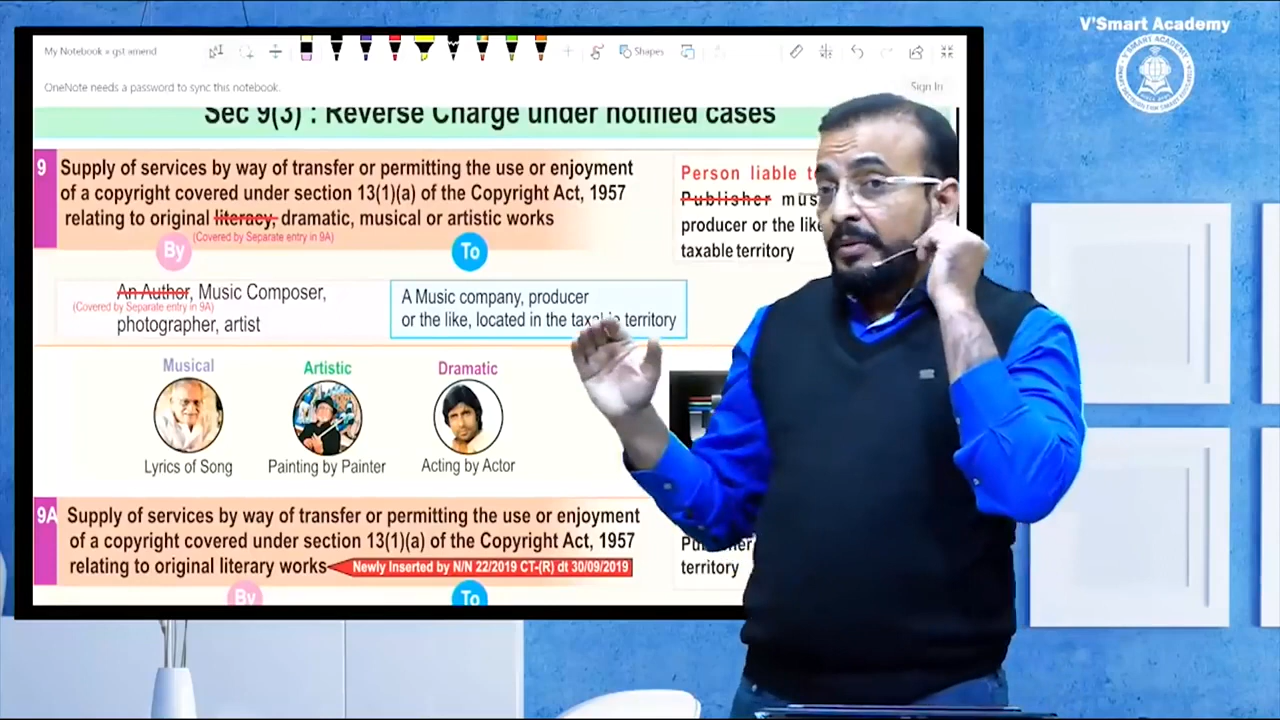 V'Smart Academy
My Notebook » gst amend
Shapes
OneNote needs a password to sync this notebook.
Sign In
Sec 9(3) : Reverse Charge under notified cases
9 Supply of services by way of transfer or permitting the use or enjoyment
of a copyright covered under section 13(1)(a) of the Copyright Act, 1957
relating to original literacy, dramatic, musical or artistic works
(Covered by Separate entry in 9A)
Person liable
Publisher
producer or the like
taxable territory
By
To
An Author, Music Composer,
(Covered by Separate entry in 9A)
photographer, artist
A Music company, producer
or the like, located in the taxable territory
Musical
Artistic
Dramatic
Lyrics of Song
Painting by Painter
Acting by Actor
9A Supply of services by way of transfer or permitting the use or enjoyment
of a copyright covered under section 13(1)(a) of the Copyright Act, 1957
relating to original literary works
Newly Inserted by N/N 22/2019 CT-(R) dt 30/09/2019
territory
By
To